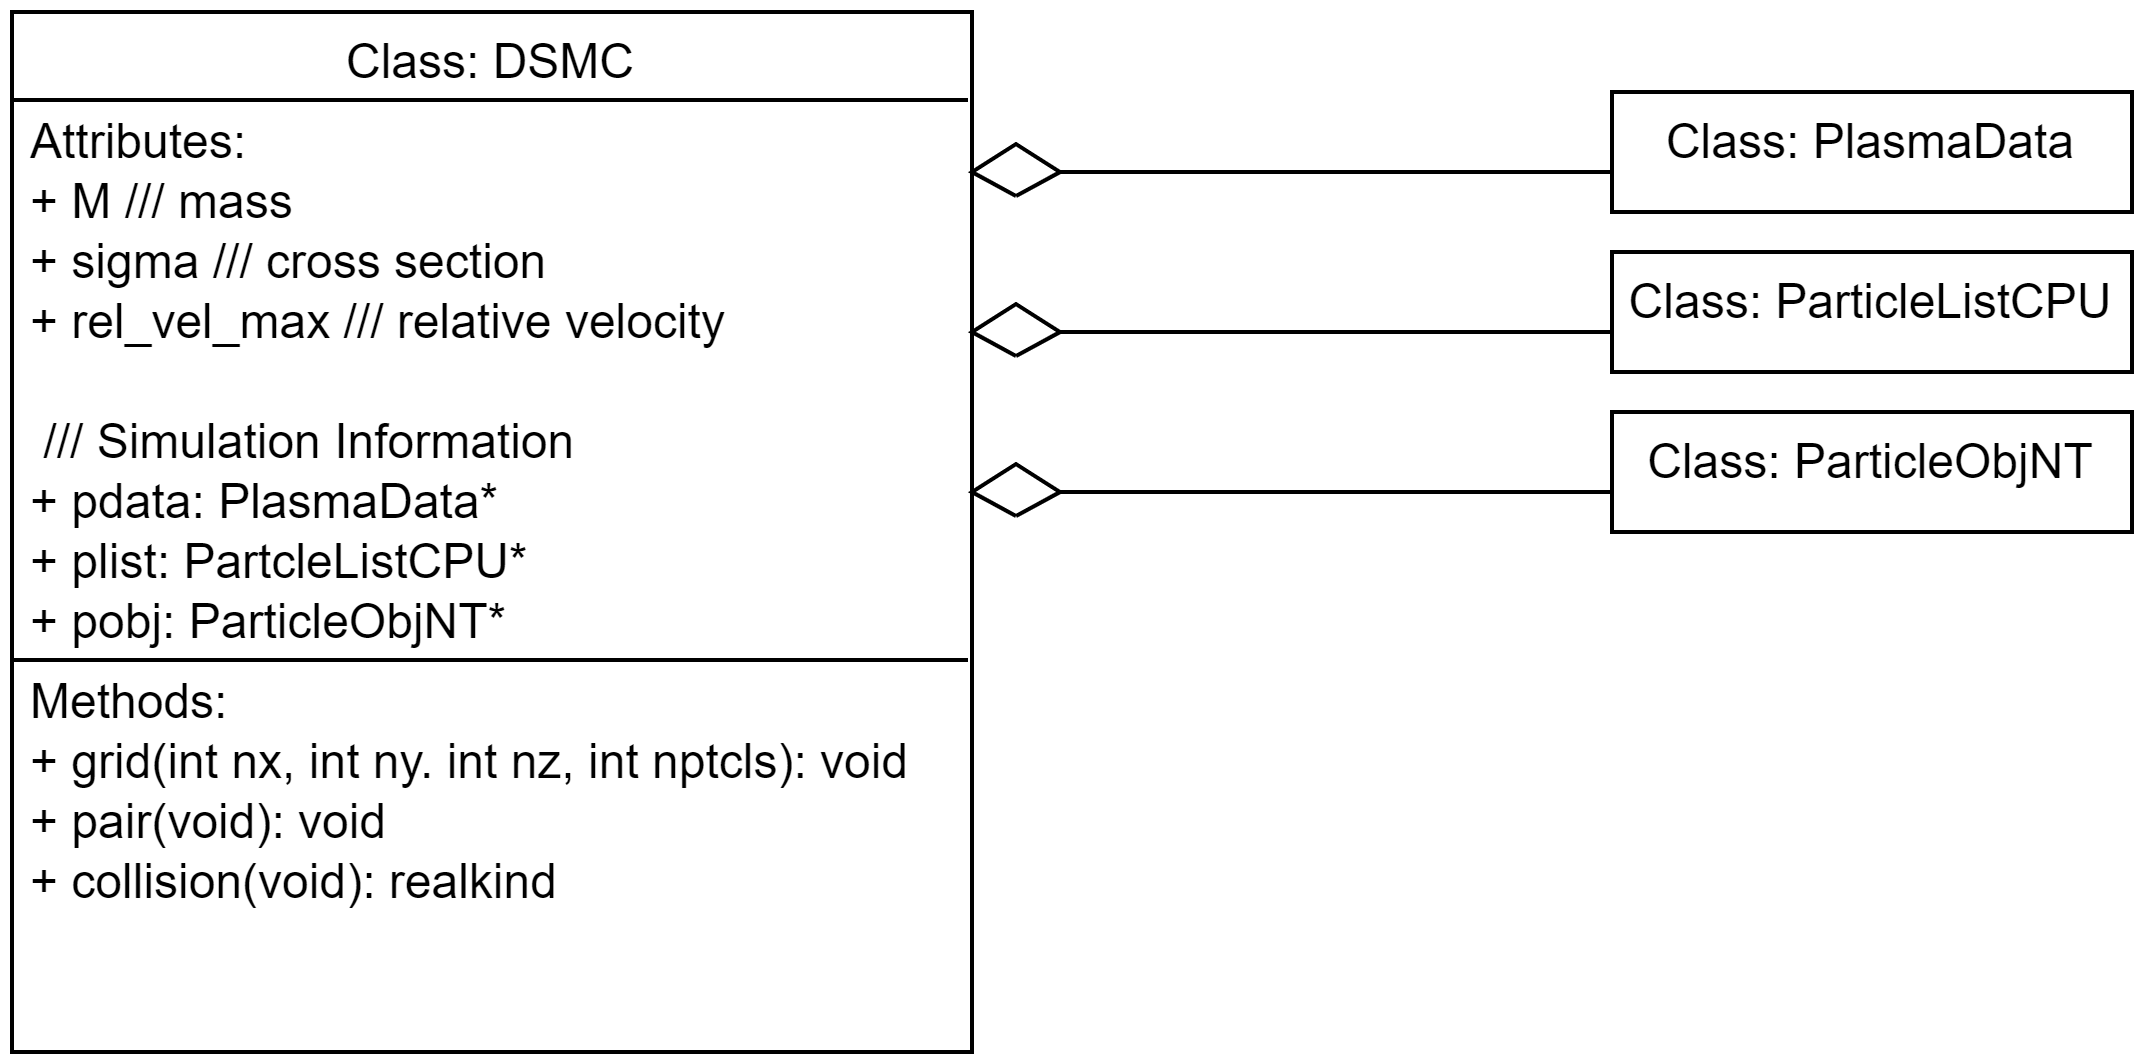 Class: DSMC
Attributes:
+ M /// mass
+ sigma /// cross section
+ rel_vel_max /// relative velocity
/// Simulation Information
+ pdata: PlasmaData*
+ plist: PartcleListCPU*
+ pobj: ParticleObjNT*
Methods:
+ grid(int nx, int ny. int nz, int nptcls): void
+ pair(void): void
+ collision(void): realkind
Class: PlasmaData
Class: ParticleListCPU
Class: ParticleObjNT